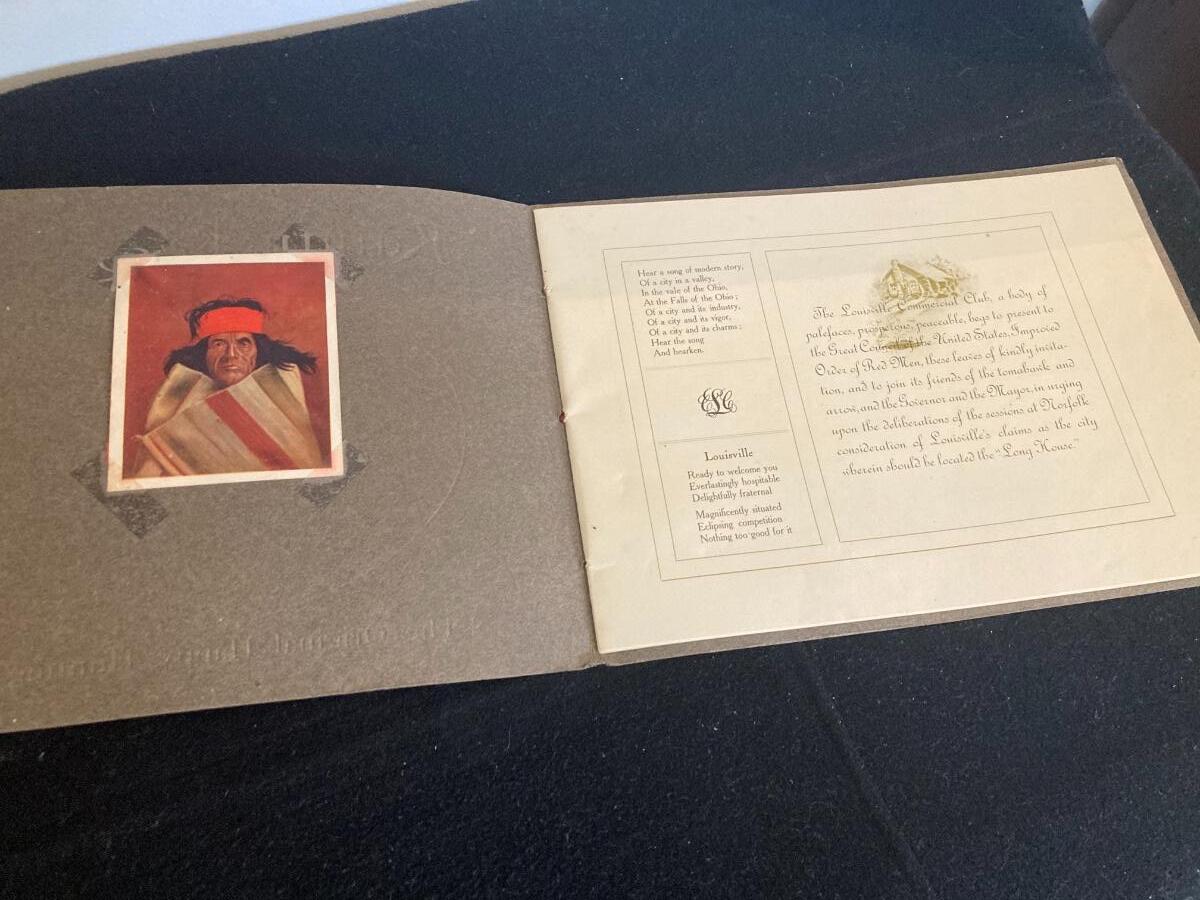 Hear a song of modern story,
Of a city in a valley,
In the vale of the Ohio,
At the Falls of the Ohio;
Of a city and its industry,
Of a city and its vigor,
Of a city and its charms;
Hear the song
And hearken.
Louisville
Ready to welcome you
Everlastingly hospitable
Delightfully fraternal
Magnificently situated
Eclipsing competition
Nothing too good for it
The Louisville Commercial Club, a body of
palefaces, prosperous, peaceable, begs to present to
the Great Council of the United States, Improved
Order of Red Men, these leaves of kindly invita-
tion, and to join its friends of the tomahawk and
arrow, and the Governor and the Mayor, in urging
upon the deliberations of the sessions at Norfolk
consideration of Louisville's claims as the city
wherein should be located the "Long House."